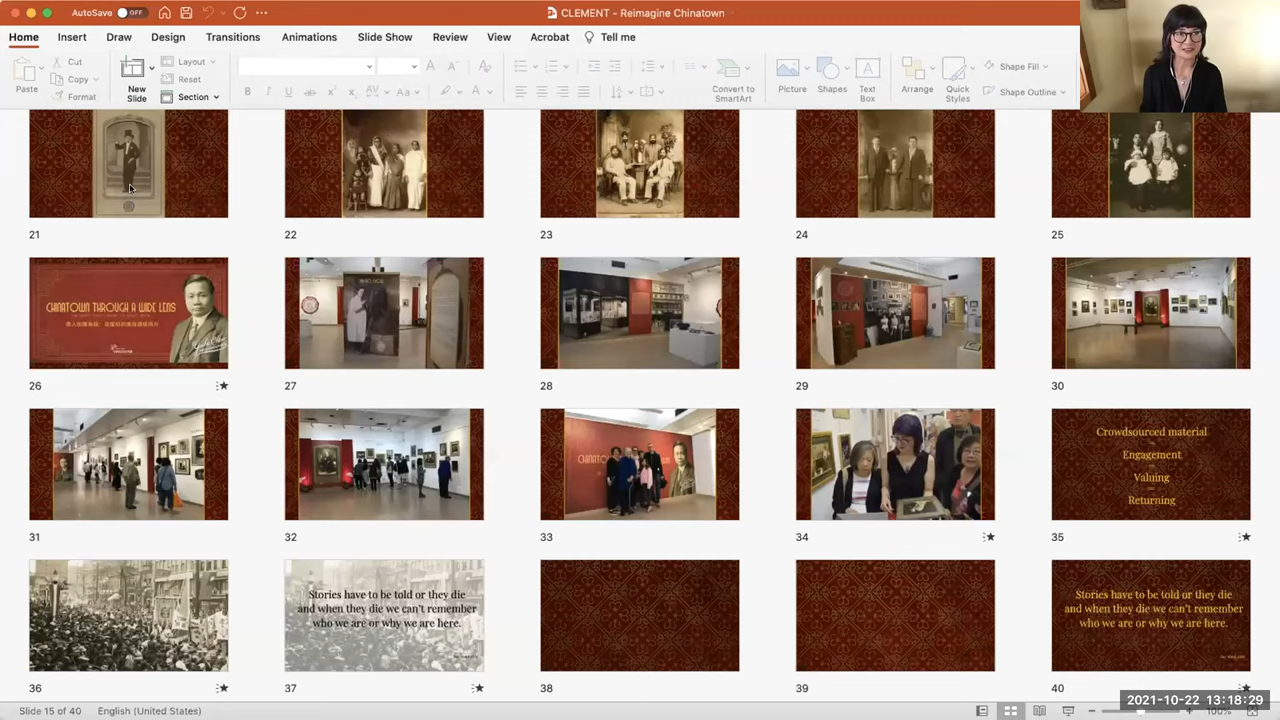 AutoSave OFF
CLEMENT - Reimagine Chinatown
Home Insert Draw Design Transitions Animations Slide Show Review View Acrobat Tell me
Paste
Cut
Copy
Format
New
Slide
Layout
Reset
Section
B I U
Convert to
SmartArt
Picture
Shapes
Text
Box
Arrange
Quick
Styles
Shape Fill
Shape Outline
21
22
23
24
25
CHINATOWN THROUGH A WIDE LENS
26
27
28
29
30
31
32
33
34
Crowdsourced material
Engagement
Valuing
Returning
35
36
Stories have to be told or they die
and when they die we can't remember
who we are or why we are here.
37
38
39
Stories have to be told or they die
and when they die we can't remember
who we are or why we are here.
40
Slide 15 of 40
English (United States)
2021-10-22 13:18:29
100%